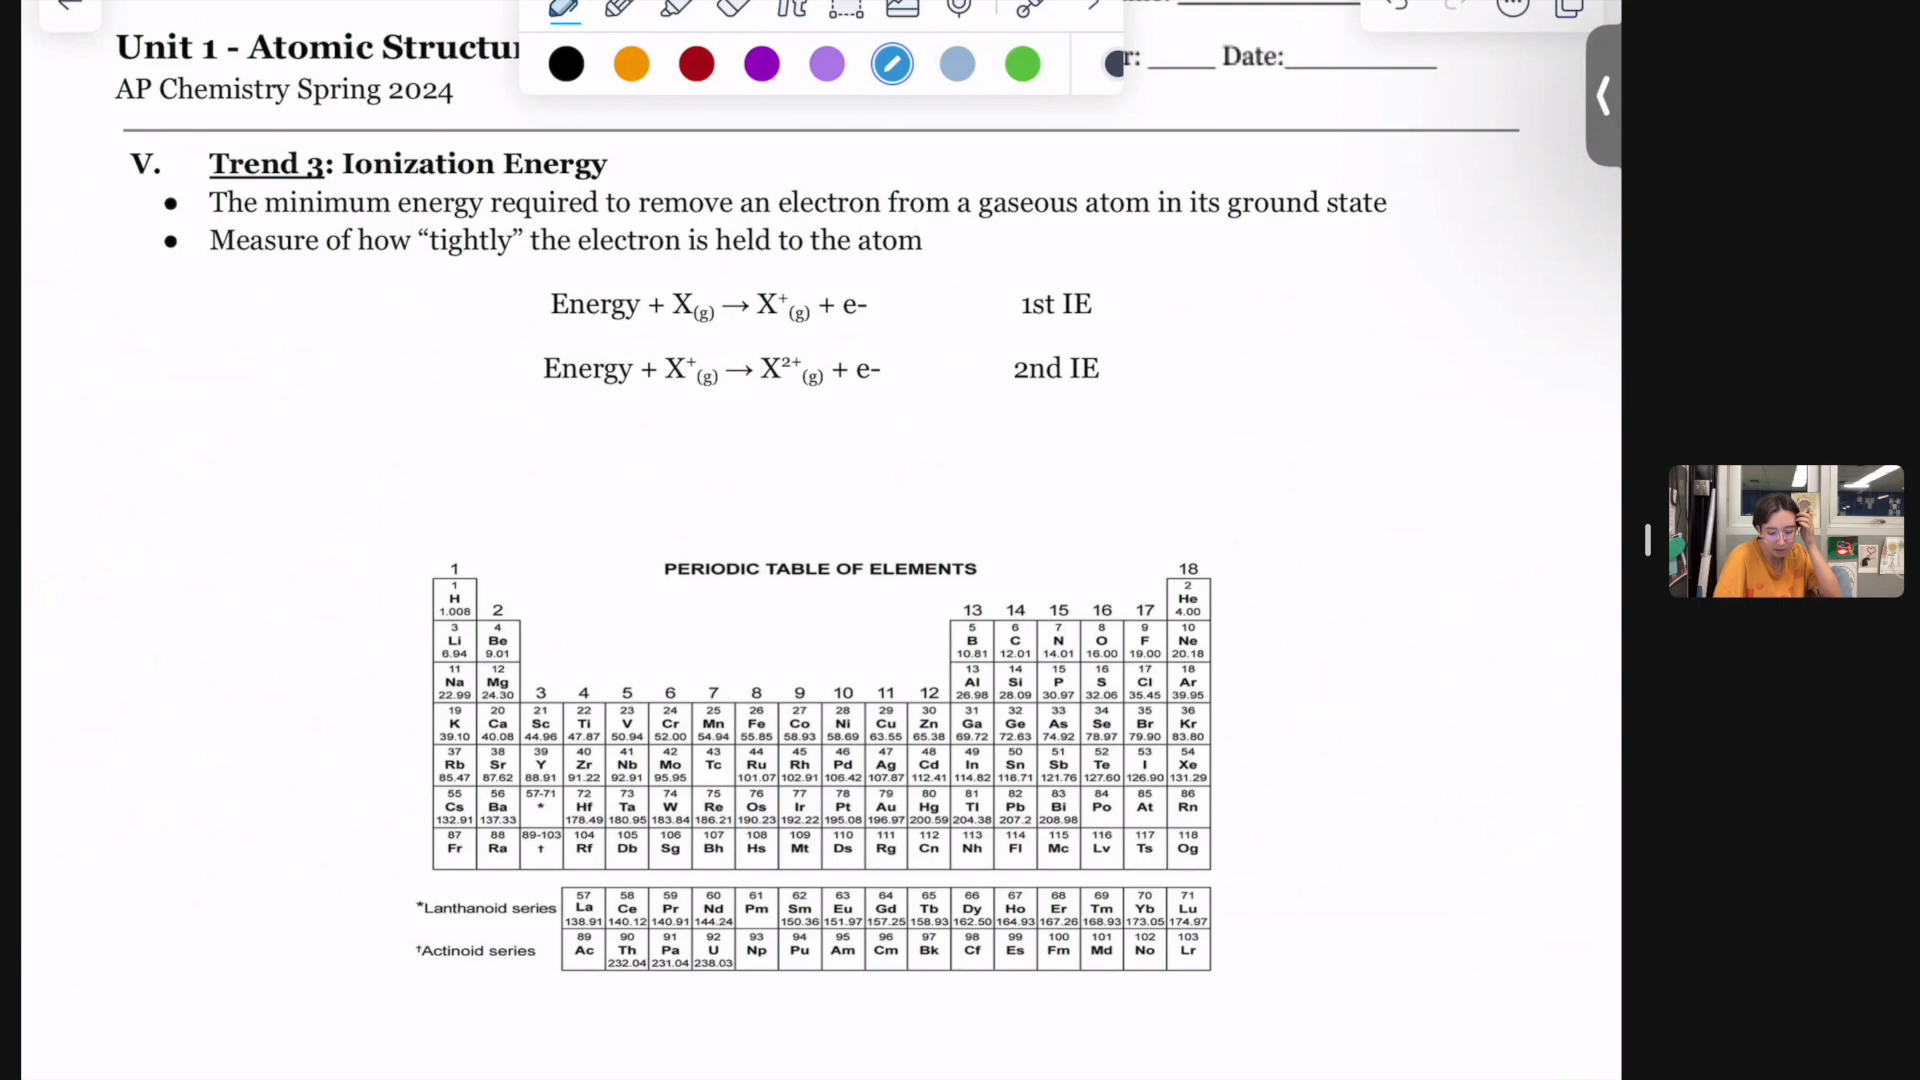 Unit 1 - Atomic Structu
AP Chemistry Spring 2024
r: _____ Date:___________
V. Trend 3: Ionization Energy
● The minimum energy required to remove an electron from a gaseous atom in its ground state
● Measure of how “tightly” the electron is held to the atom
Energy + X(g) → X⁺(g) + e- 1st IE
Energy + X⁺(g) → X²⁺(g) + e- 2nd IE
1 PERIODIC TABLE OF ELEMENTS 18
1 2
H He
1.008 2 13 14 15 16 17 4.00
3 4 5 6 7 8 9 10
Li Be B C N O F Ne
6.94 9.01 10.81 12.01 14.01 16.00 19.00 20.18
11 12 13 14 15 16 17 18
Na Mg Al Si P S Cl Ar
22.99 24.30 3 4 5 6 7 8 9 10 11 12 26.98 28.09 30.97 32.06 35.45 39.95
19 20 21 22 23 24 25 26 27 28 29 30 31 32 33 34 35 36
K Ca Sc Ti V Cr Mn Fe Co Ni Cu Zn Ga Ge As Se Br Kr
39.10 40.08 44.96 47.87 50.94 52.00 54.94 55.85 58.93 58.69 63.55 65.38 69.72 72.63 74.92 78.97 79.90 83.80
37 38 39 40 41 42 43 44 45 46 47 48 49 50 51 52 53 54
Rb Sr Y Zr Nb Mo Tc Ru Rh Pd Ag Cd In Sn Sb Te I Xe
85.47 87.62 88.91 91.22 92.91 95.95 101.07 102.91 106.42 107.87 112.41 114.82 118.71 121.76 127.60 126.90 131.29
55 56 57-71 72 73 74 75 76 77 78 79 80 81 82 83 84 85 86
Cs Ba * Hf Ta W Re Os Ir Pt Au Hg Tl Pb Bi Po At Rn
132.91 137.33 178.49 180.95 183.84 186.21 190.23 192.22 195.08 196.97 200.59 204.38 207.2 208.98
87 88 89-103 104 105 106 107 108 109 110 111 112 113 114 115 116 117 118
Fr Ra † Rf Db Sg Bh Hs Mt Ds Rg Cn Nh Fl Mc Lv Ts Og
57 58 59 60 61 62 63 64 65 66 67 68 69 70 71
*Lanthanoid series La Ce Pr Nd Pm Sm Eu Gd Tb Dy Ho Er Tm Yb Lu
138.91 140.12 140.91 144.24 150.36 151.97 157.25 158.93 162.50 164.93 167.26 168.93 173.05 174.97
89 90 91 92 93 94 95 96 97 98 99 100 101 102 103
†Actinoid series Ac Th Pa U Np Pu Am Cm Bk Cf Es Fm Md No Lr
232.04 231.04 238.03